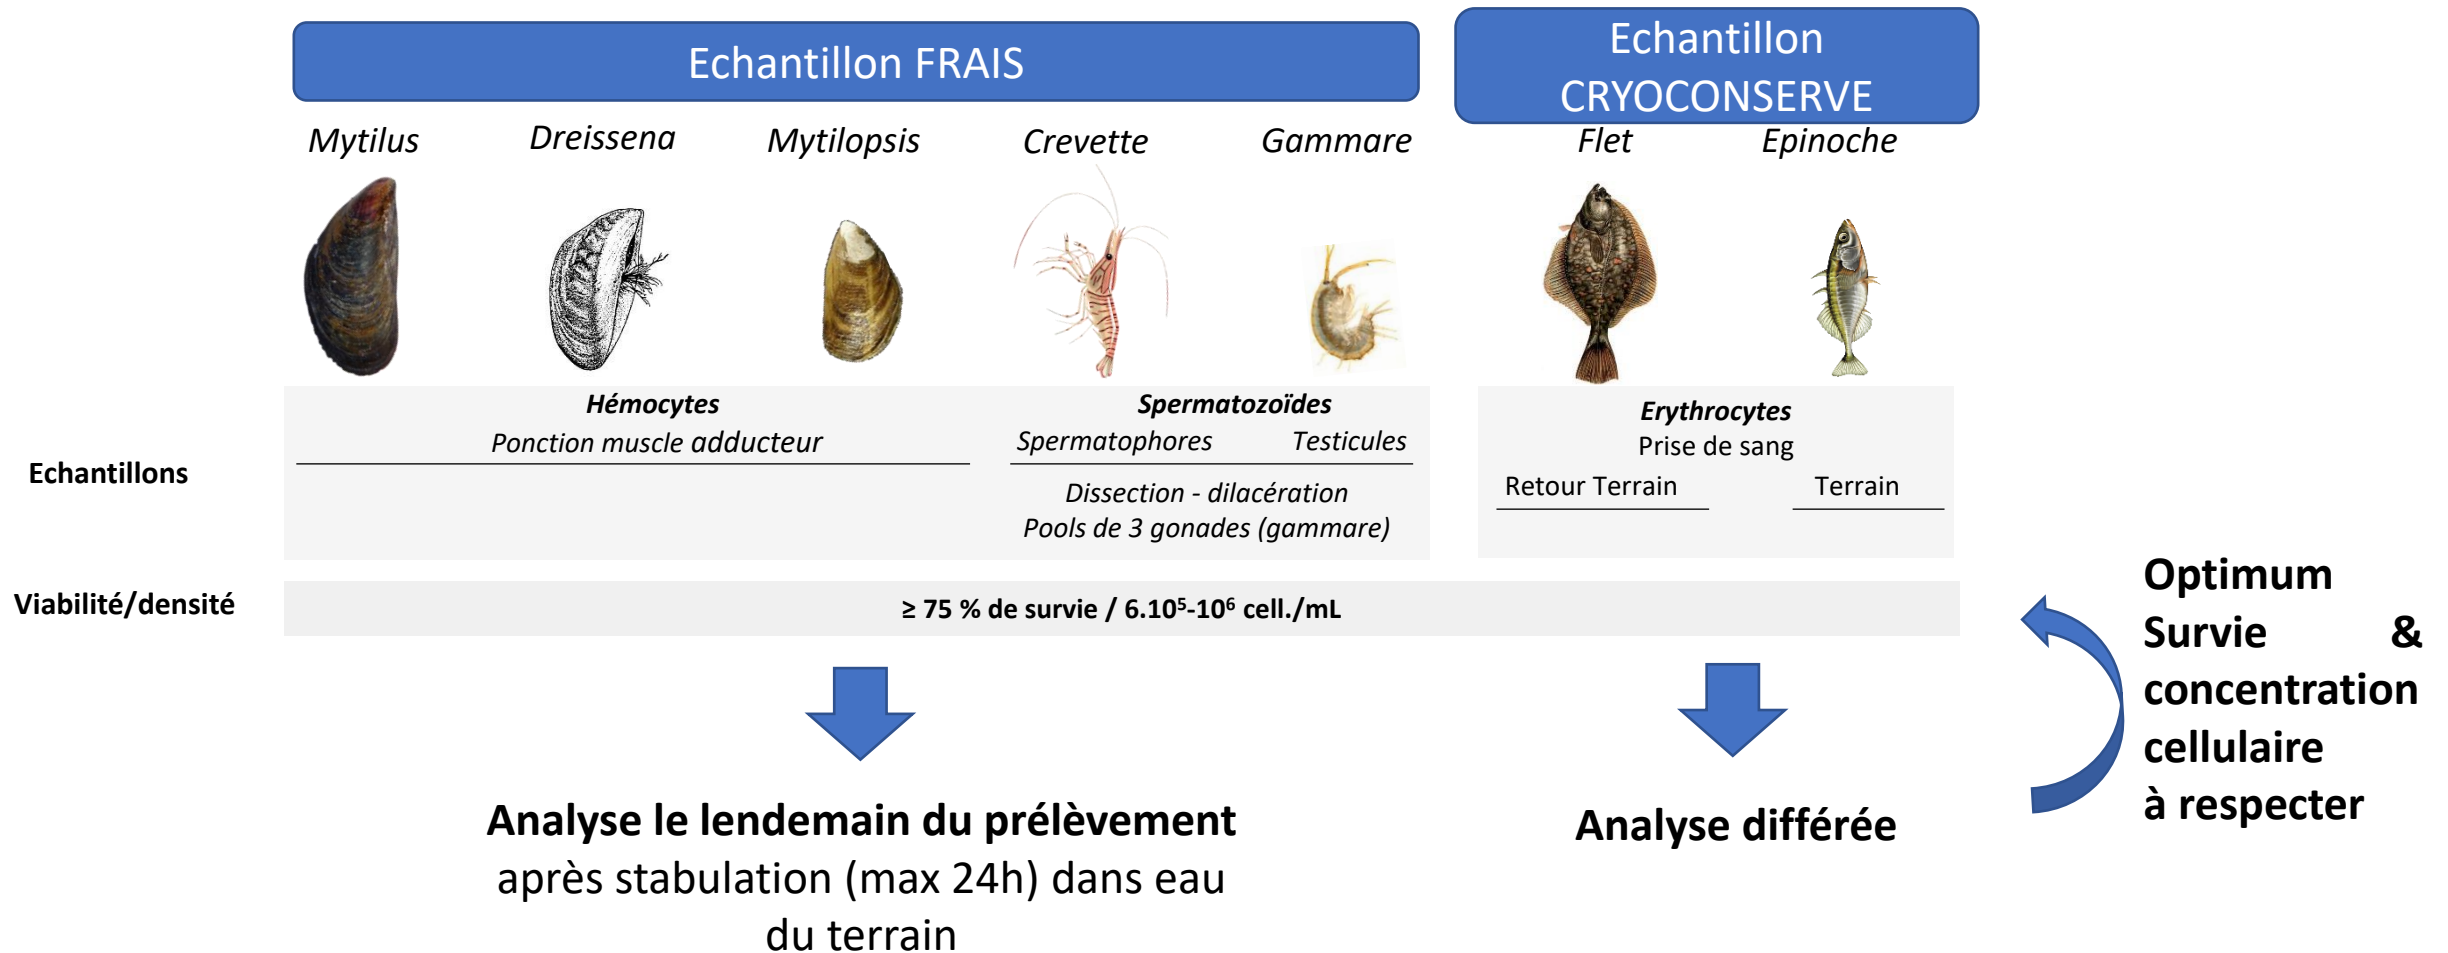 Echantillon FRAIS
Echantillon
CRYOCONSERVE
Mytilus
Dreissena
Mytilopsis
Crevette
Gammare
Flet
Epinoche
Echantillons
Hémocytes
Ponction muscle adducteur
Spermatozoïdes
Spermatophores
Testicules
Dissection - dilacération
Pools de 3 gonades (gammare)
Erythrocytes
Prise de sang
Retour Terrain
Terrain
Viabilité/densité
≥ 75 % de survie / 6.10⁵-10⁶ cell./mL
Analyse le lendemain du prélèvement
après stabulation (max 24h) dans eau
du terrain
Analyse différée
Optimum
Survie &
concentration
cellulaire
à respecter